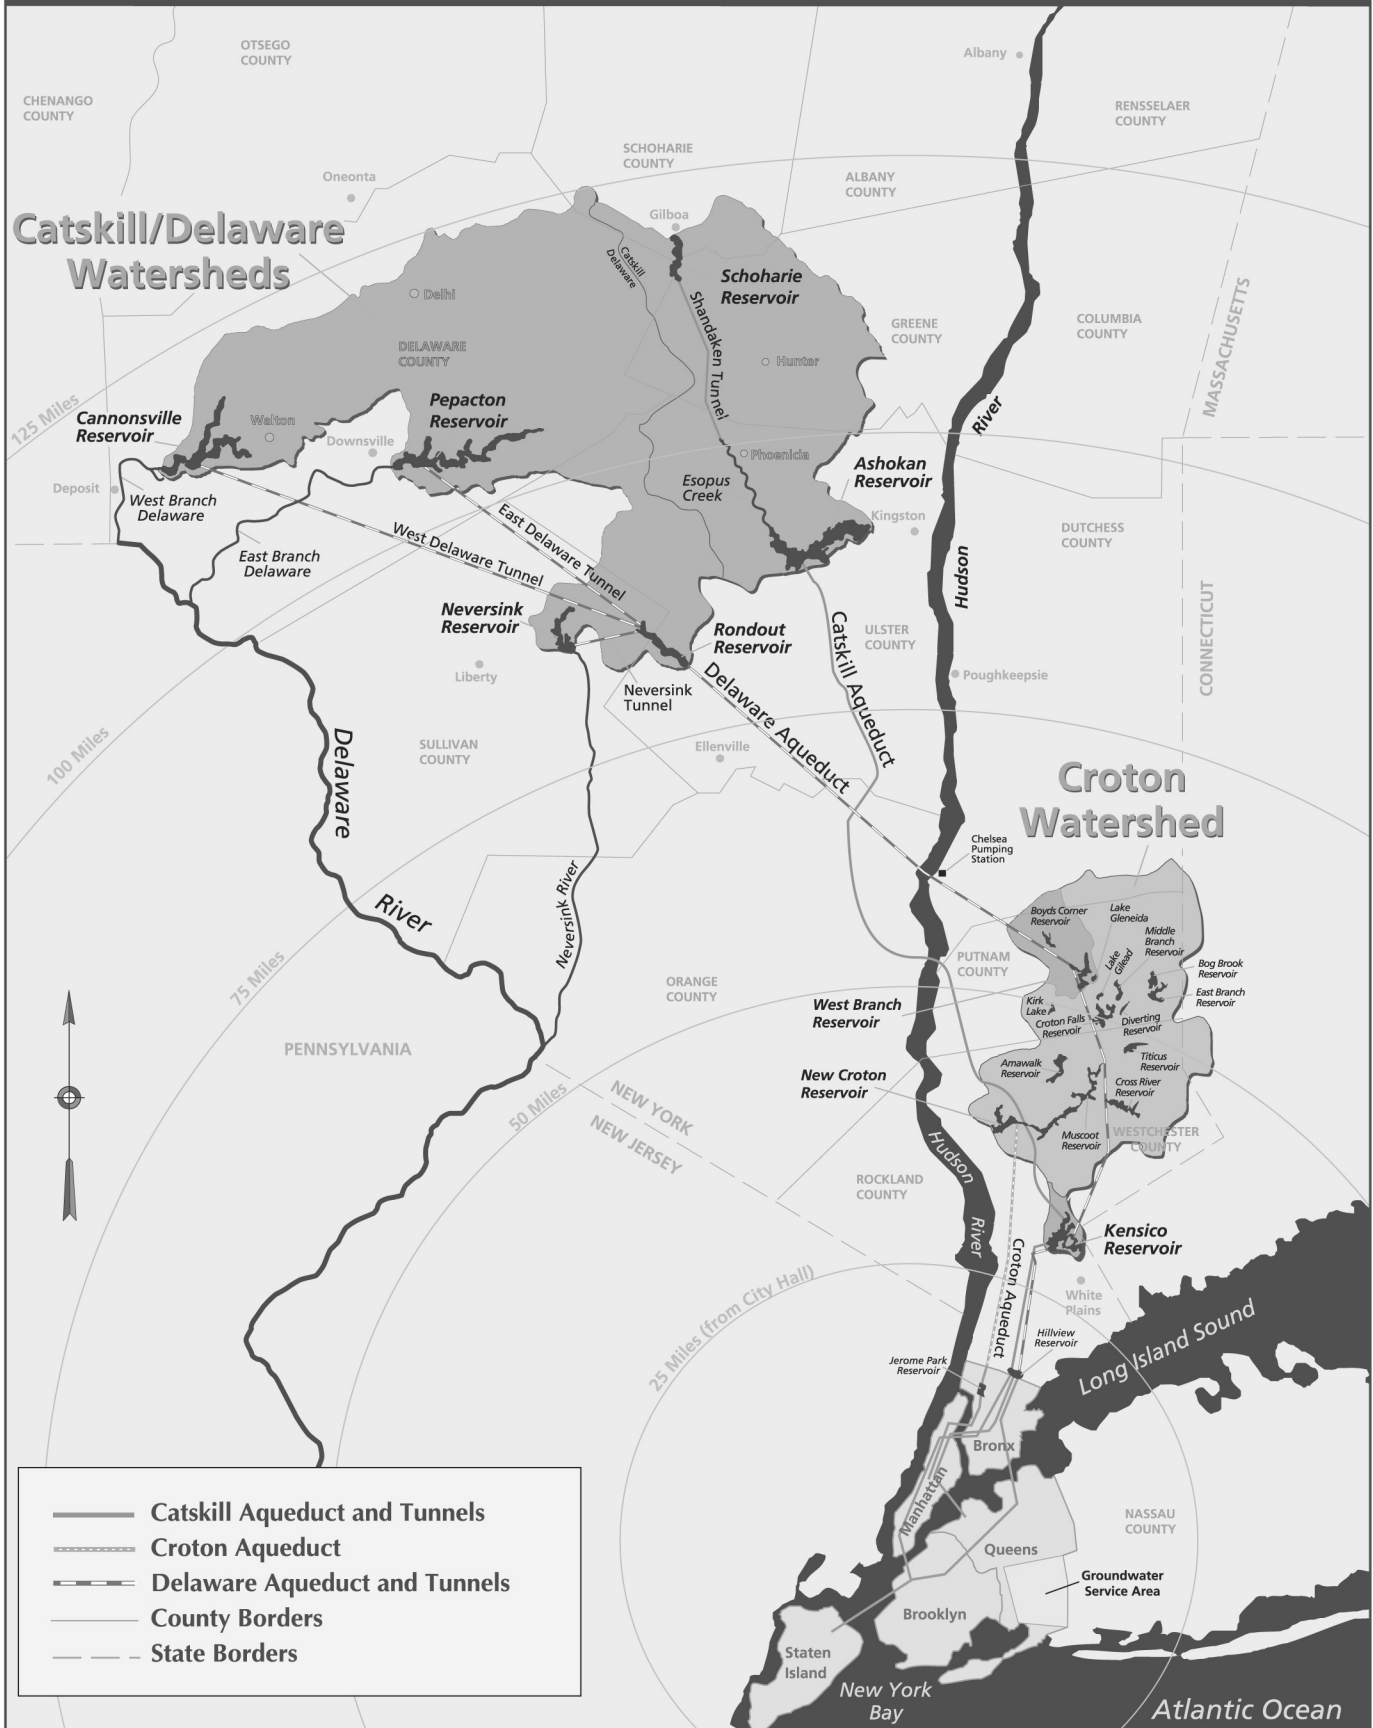 Albany
OTSEGO
COUNTY
CHENANGO
COUNTY
RENSSELAER
COUNTY
SCHOHARIE
COUNTY
ALBANY
COUNTY
Oneonta
Gilboa
Catskill/Delaware
Watersheds
Catskill
Delaware
Schoharie
Reservoir
Delhi
MASSACHUSETTS
COLUMBIA
COUNTY
GREENE
COUNTY
Shandaken Tunnel
DELAWARE
COUNTY
Hunter
125 Miles
Cannonsville
Reservoir
Walton
Pepacton
Reservoir
Downsville
River
Phoenicia
Ashokan
Reservoir
Esopus
Creek
Deposit
West Branch
Delaware
Kingston
DUTCHESS
COUNTY
East Delaware Tunnel
West Delaware Tunnel
East Branch
Delaware
Hudson
CONNECTICUT
Neversink
Reservoir
Rondout
Reservoir
Catskill Aqueduct
ULSTER
COUNTY
Liberty
Poughkeepsie
Neversink
Tunnel
Delaware Aqueduct
100 Miles
SULLIVAN
COUNTY
Ellenville
Delaware
Croton
Watershed
Chelsea
Pumping
Station
River
Neversink River
Boyds Corner
Reservoir
Lake
Gleneida
Middle
Branch
Reservoir
Lake
Gilead
Bog Brook
Reservoir
PUTNAM
COUNTY
75 Miles
ORANGE
COUNTY
East Branch
Reservoir
West Branch
Reservoir
Kirk
Lake
Croton Falls
Reservoir
Diverting
Reservoir
PENNSYLVANIA
Amawalk
Reservoir
Titicus
Reservoir
New Croton
Reservoir
Cross River
Reservoir
50 Miles
NEW YORK
NEW JERSEY
Muscoot
Reservoir
WESTCHESTER
COUNTY
Hudson
River
ROCKLAND
COUNTY
Kensico
Reservoir
Croton Aqueduct
White
Plains
25 Miles (from City Hall)
Hillview
Reservoir
Jerome Park
Reservoir
Long Island Sound
Bronx
Manhattan
NASSAU
COUNTY
Queens
Groundwater
Service Area
Brooklyn
Staten
Island
New York
Bay
Atlantic Ocean
Catskill Aqueduct and Tunnels
Croton Aqueduct
Delaware Aqueduct and Tunnels
County Borders
State Borders